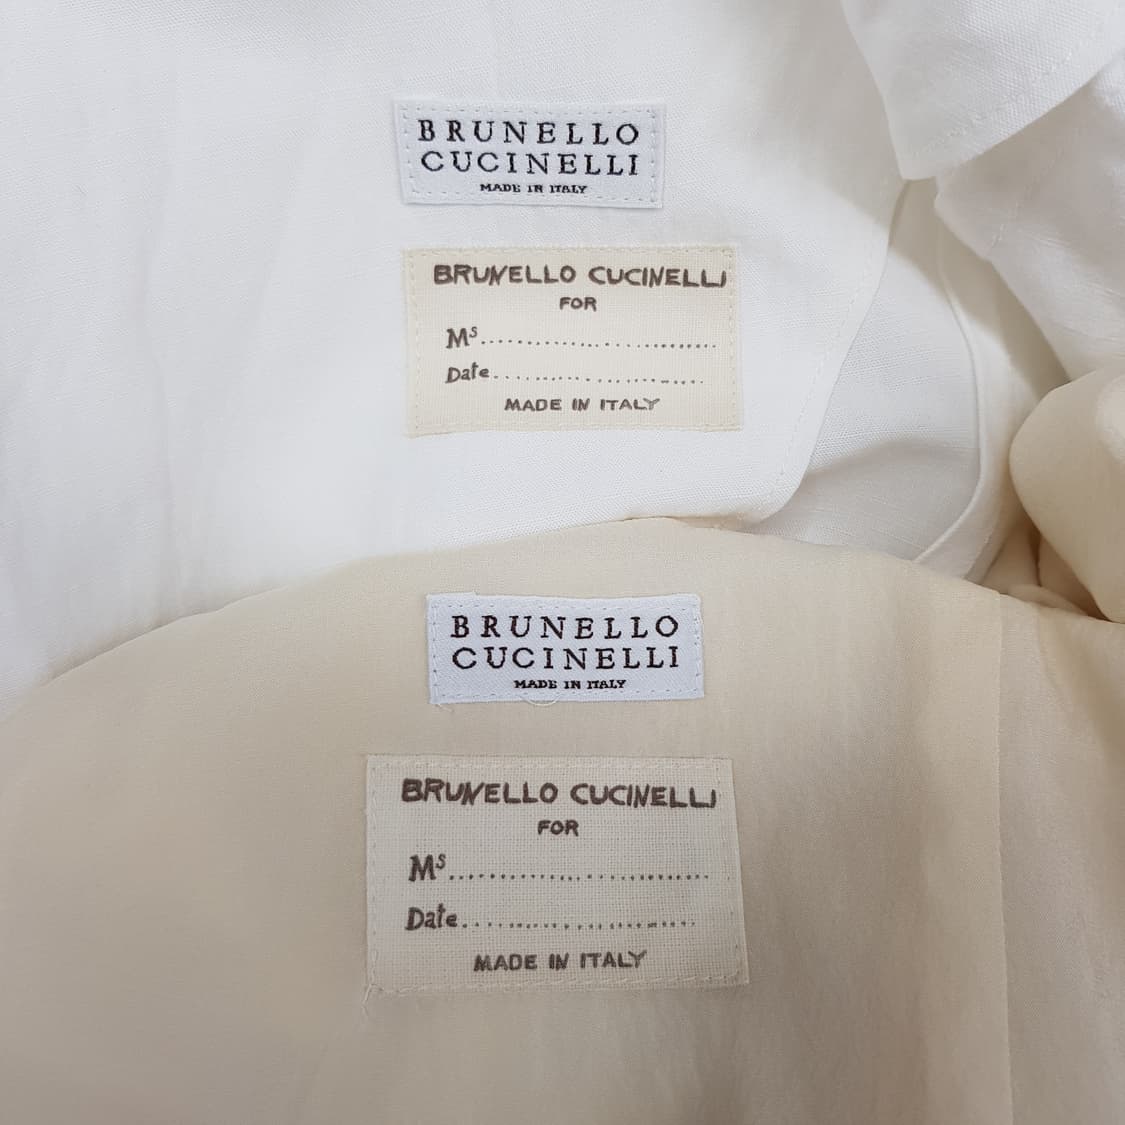 BRUNELLO
CUCINELLI
MADE IN ITALY
BRUNELLO CUCINELLI
FOR
Ms..............................
Date..............................
MADE IN ITALY
BRUNELLO
CUCINELLI
MADE IN ITALY
BRUNELLO CUCINELLI
FOR
Ms..............................
Date..............................
MADE IN ITALY